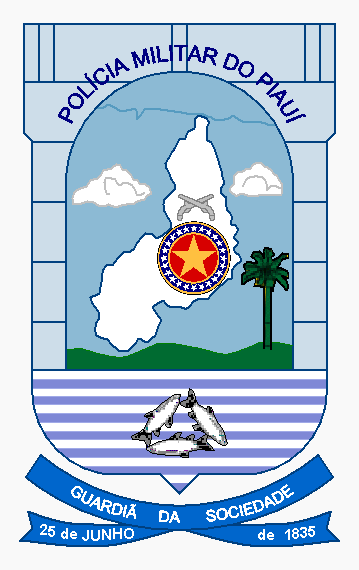 POLÍCIA MILITAR DO PIAUÍ
GUARDIÃ DA SOCIEDADE
25 de JUNHO de 1835